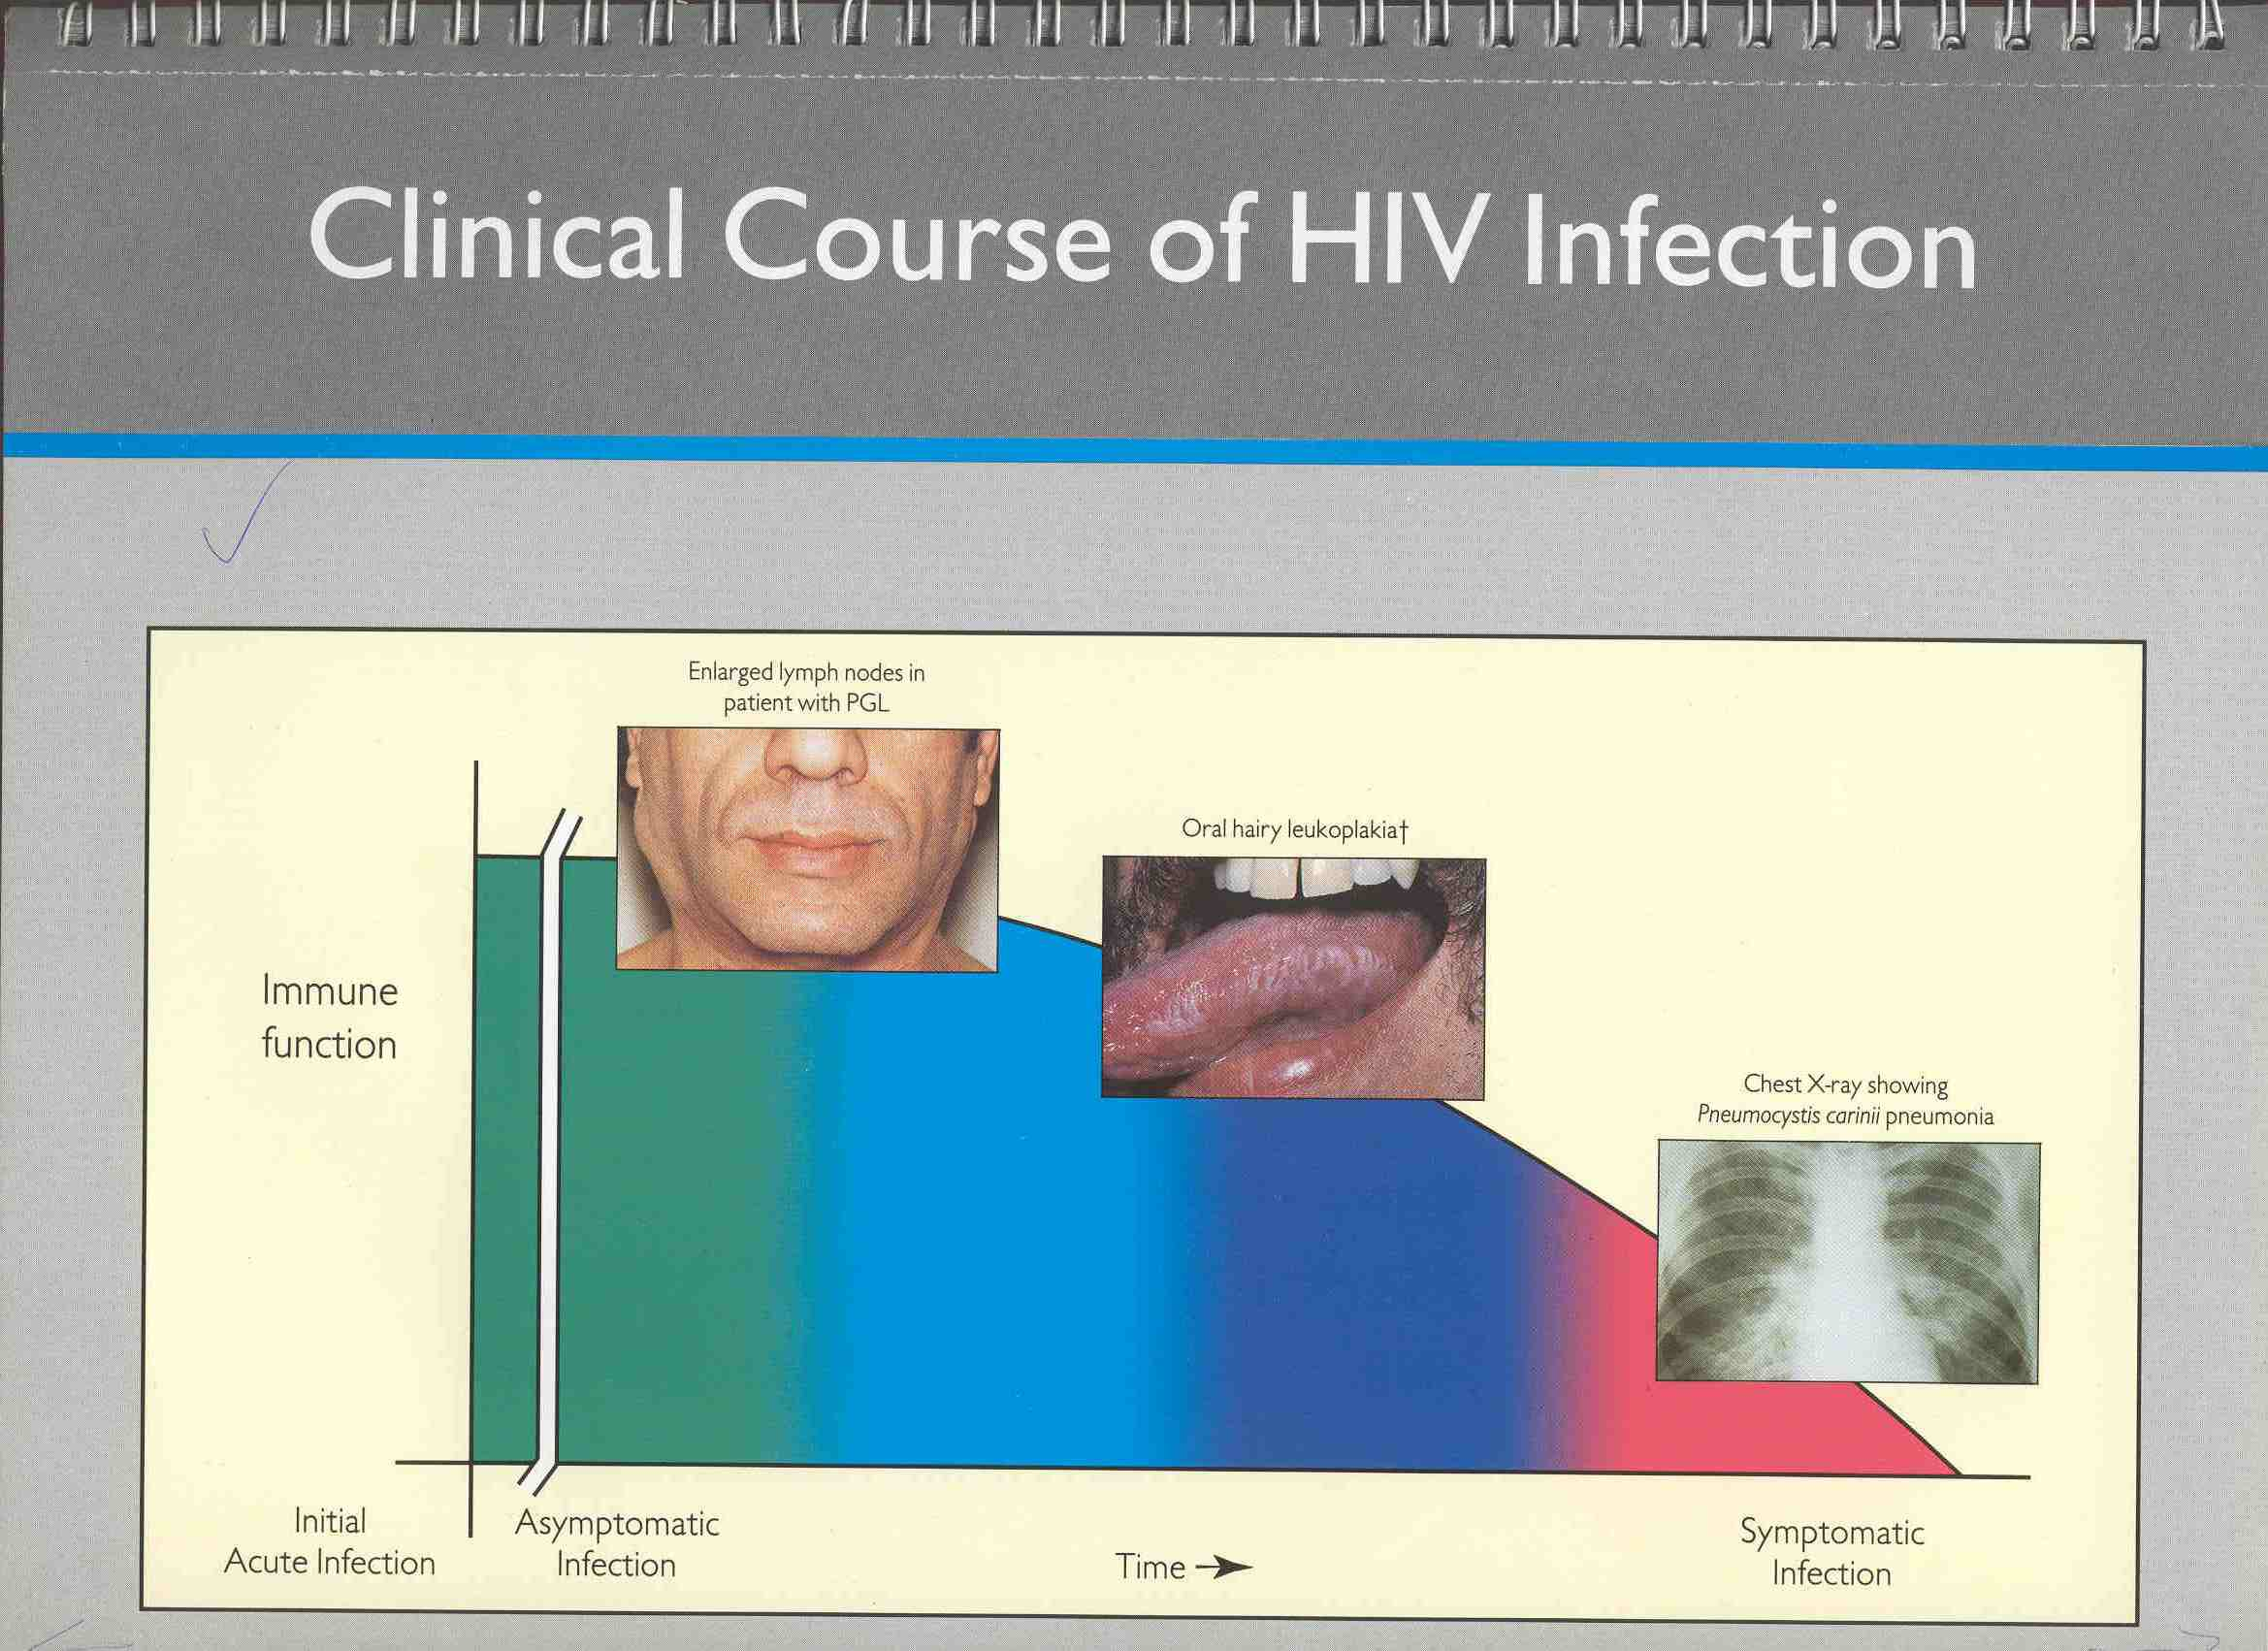 Clinical Course of HIV Infection
Enlarged lymph nodes in
patient with PGL
Oral hairy leukoplakia†
Immune
function
Chest X-ray showing
Pneumocystis carinii pneumonia
Initial
Acute Infection
Asymptomatic
Infection
Time
Symptomatic
Infection